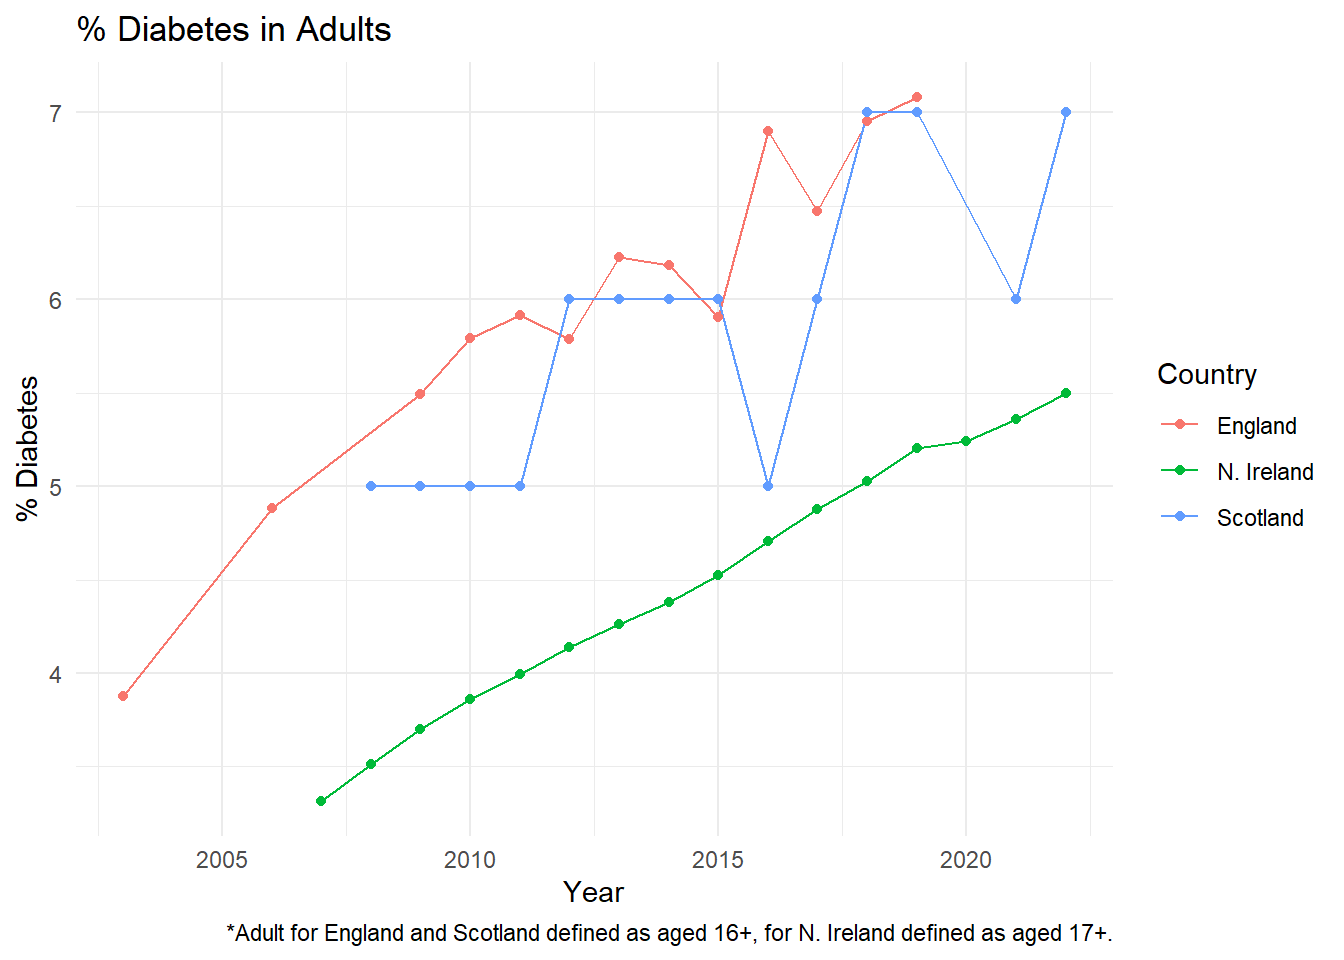 % Diabetes in Adults
7
6
5
4
% Diabetes
2005 2010 2015 2020
Year
Country
England
N. Ireland
Scotland
*Adult for England and Scotland defined as aged 16+, for N. Ireland defined as aged 17+.